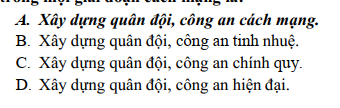 A. Xây dựng quân đội, công an cách mạng.
B. Xây dựng quân đội, công an tinh nhuệ.
C. Xây dựng quân đội, công an chính quy.
D. Xây dựng quân đội, công an hiện đại.